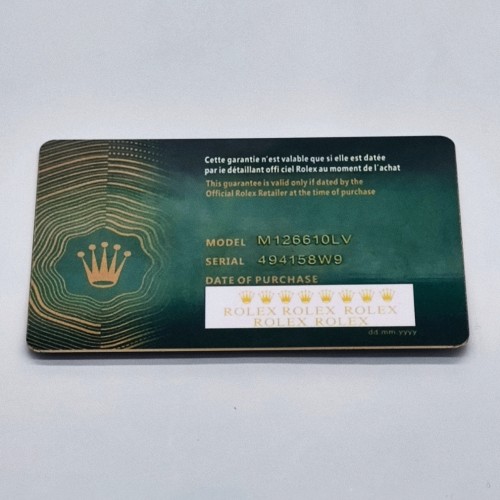 Cette garantie n'est valable que si elle est datée
par ie détaillant offi ciel Rolex au moment de l'achat
This guarantee is valid only if dated by the
Official Rolex Retailer at the time of purchase
MODEL M126610LV
SERIAL 494158W9
DATE OF PURCHASE
ROLEX ROLEX ROLEX
ROLEX ROLEX
dd.mm.yyyy